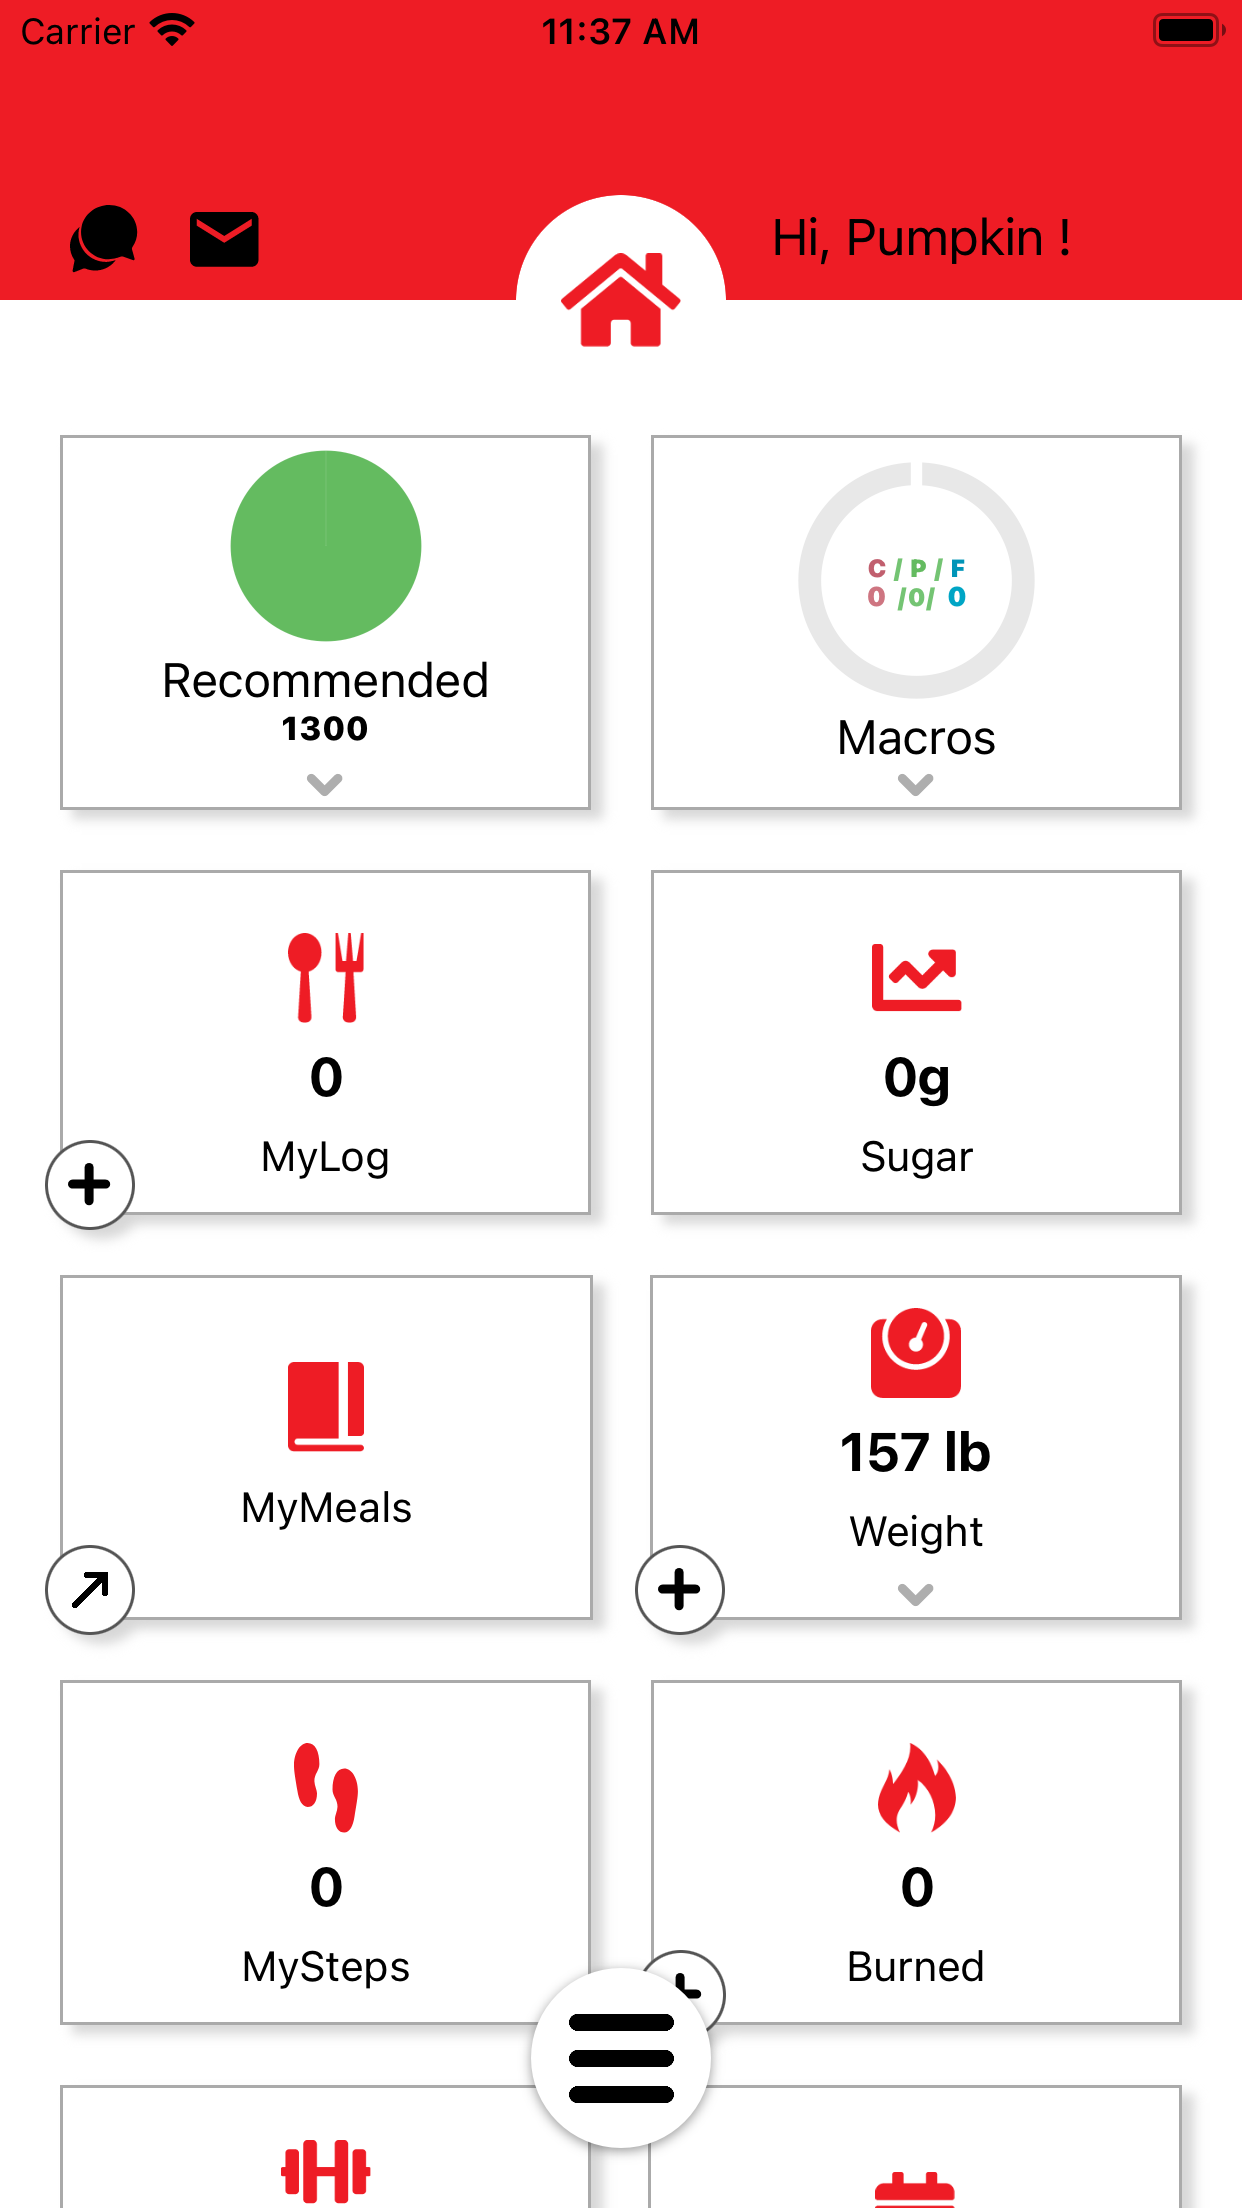 Carrier
11:37 AM
Hi, Pumpkin !
Recommended
1300
C / P / F
0 /0/ 0
Macros
0
MyLog
0g
Sugar
MyMeals
157 lb
Weight
0
MySteps
0
Burned